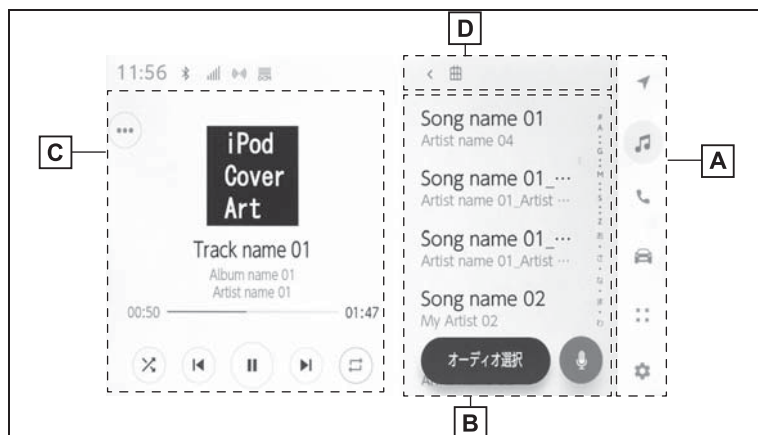 D
11:56
C
iPod
Cover
Art
Track name 01
Album name 01
Artist name 01
00:50
01:47
Song name 01
Artist name 04
Song name 01_…
Artist name 01_Artist …
Song name 01_…
Artist name 01_Artist …
Song name 02
My Artist 02
オーディオ選択
#
A
G
M
S
Z
A
B